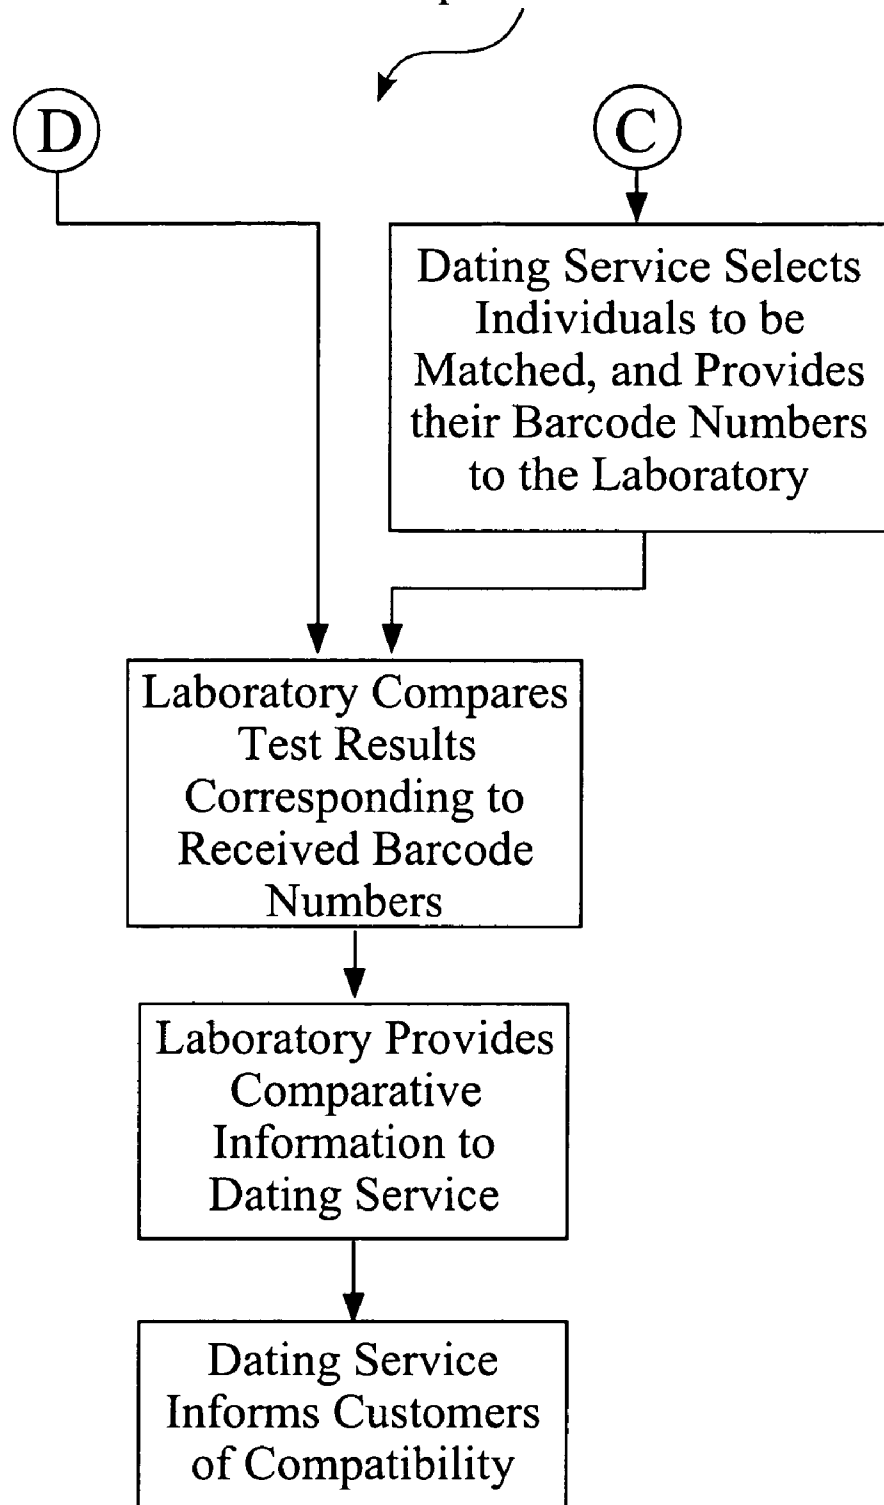 D
C
Dating Service Selects
Individuals to be
Matched, and Provides
their Barcode Numbers
to the Laboratory
Laboratory Compares
Test Results
Corresponding to
Received Barcode
Numbers
Laboratory Provides
Comparative
Information to
Dating Service
Dating Service
Informs Customers
of Compatibility